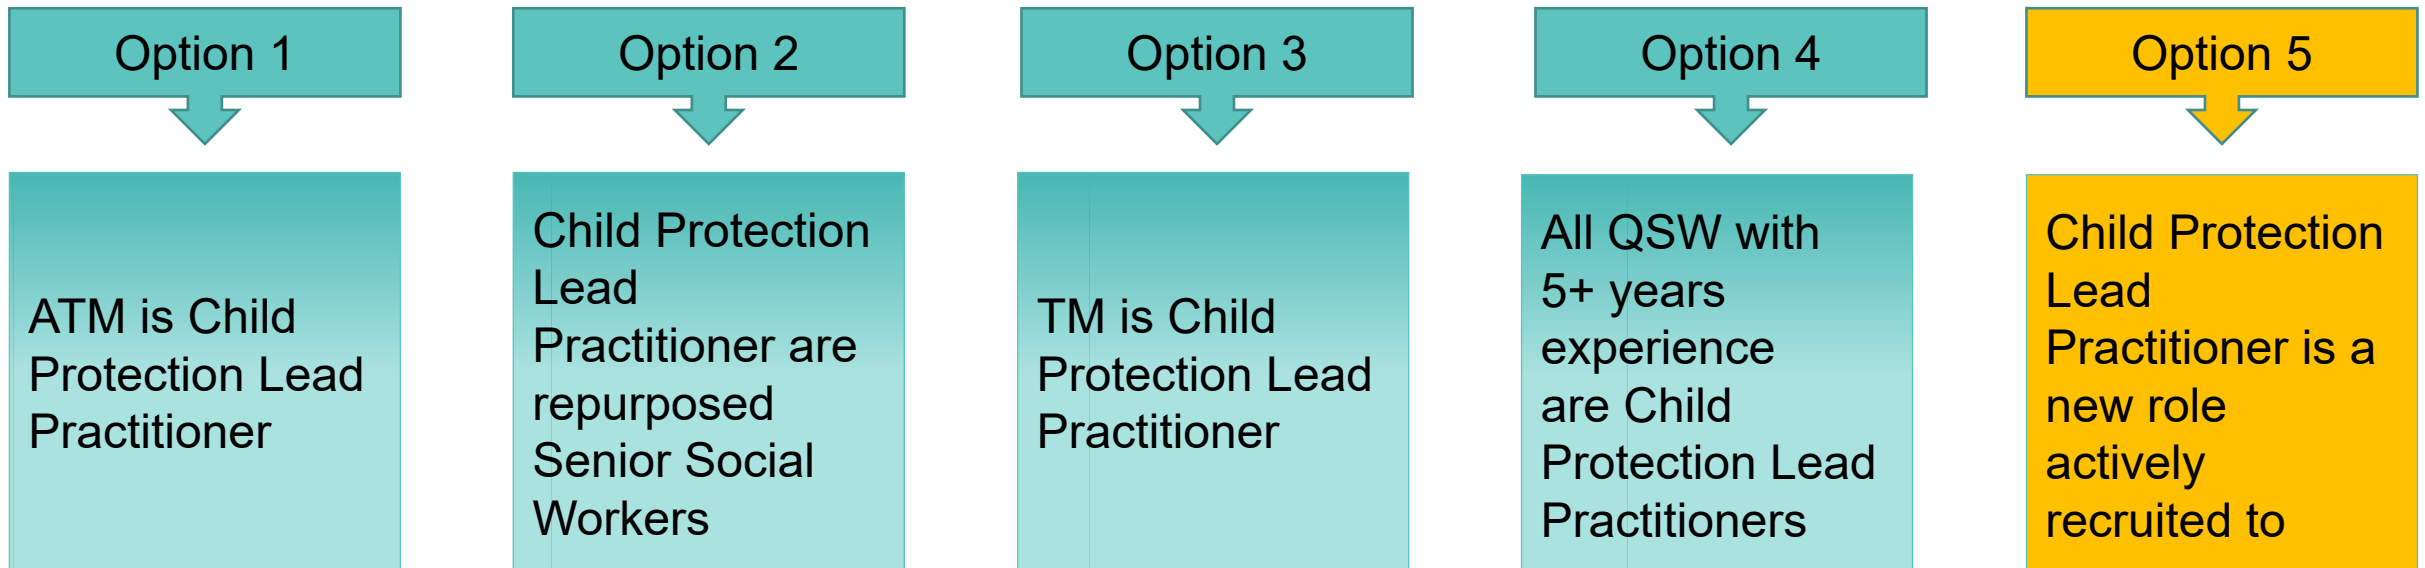 Option 1
ATM is Child
Protection Lead
Practitioner
Option 2
Child Protection
Lead
Practitioner are
repurposed
Senior Social
Workers
Option 3
TM is Child
Protection Lead
Practitioner
Option 4
All QSW with
5+ years
experience
are Child
Protection Lead
Practitioners
Option 5
Child Protection
Lead
Practitioner is a
new role
actively
recruited to